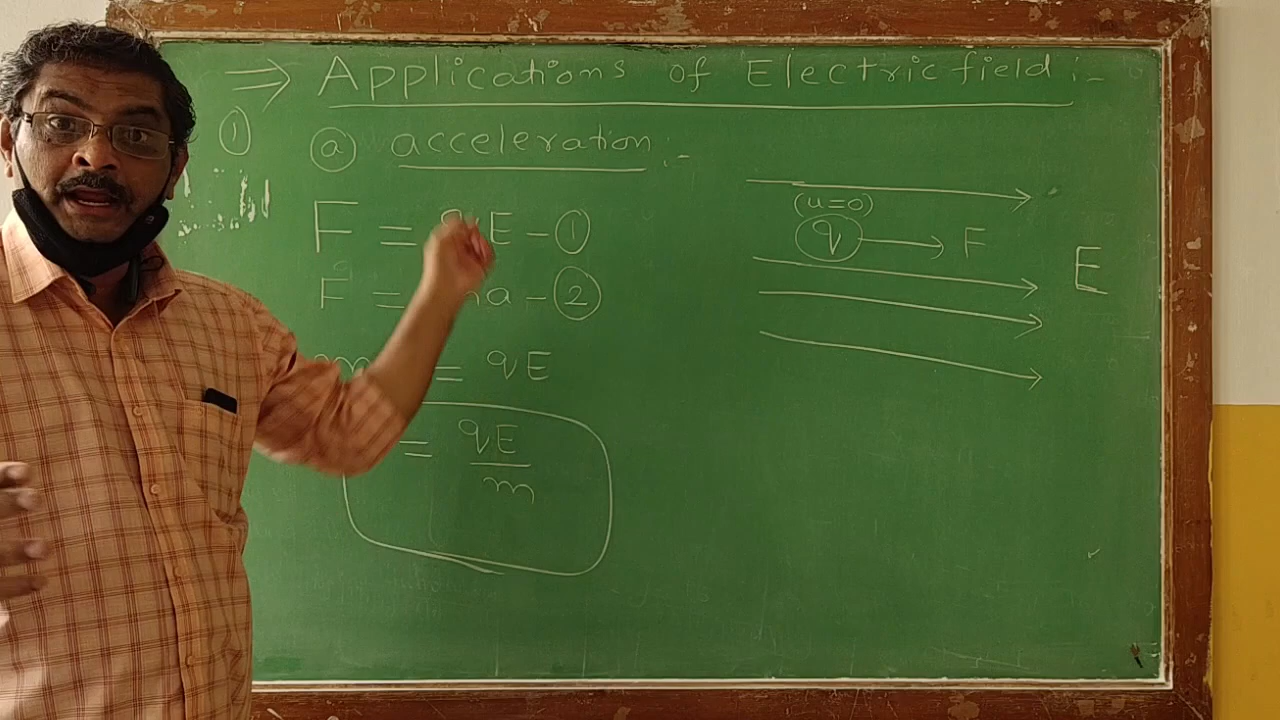 ⇒ Applications of Electric field :-
① ⓐ acceleration :-
F = qE - ①
F = ma - ②
= qE
= qE
m
(u=0)
q → F
E